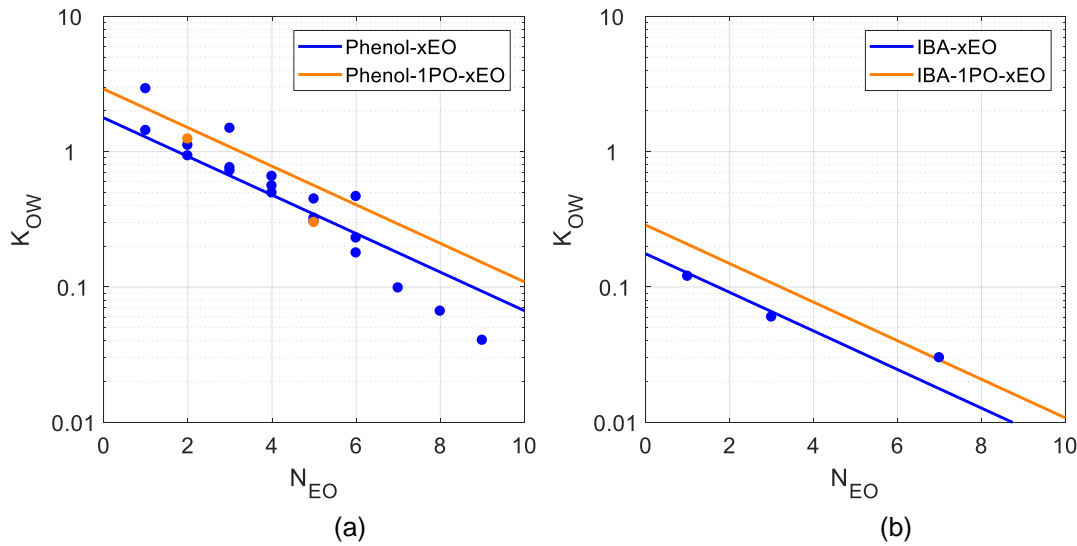 10
1
0.1
0.01
K_OW
0 2 4 6 8 10
N_EO
Phenol-xEO
Phenol-1PO-xEO
(a)
10
1
0.1
0.01
K_OW
0 2 4 6 8 10
N_EO
IBA-xEO
IBA-1PO-xEO
(b)